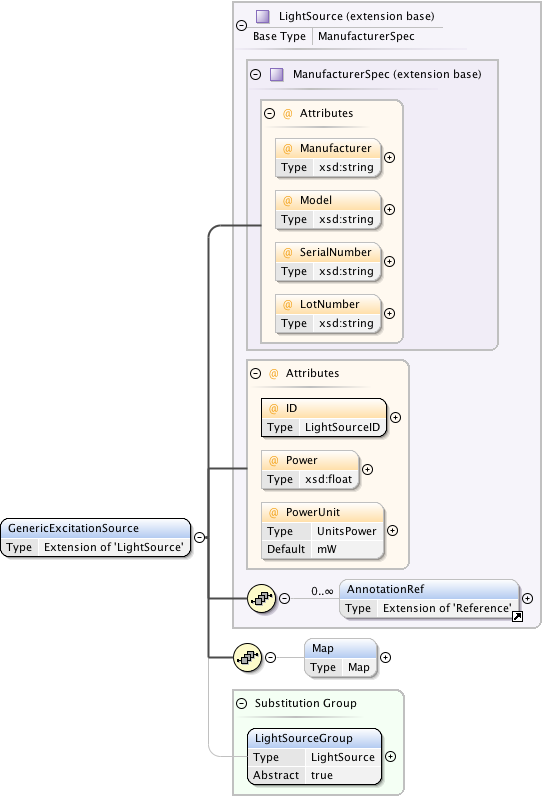 LightSource (extension base)
Base Type ManufacturerSpec
ManufacturerSpec (extension base)
@ Attributes
@ Manufacturer
Type xsd:string
@ Model
Type xsd:string
@ SerialNumber
Type xsd:string
@ LotNumber
Type xsd:string
@ Attributes
@ ID
Type LightSourceID
@ Power
Type xsd:float
@ PowerUnit
Type UnitsPower
Default mW
GenericExcitationSource
Type Extension of 'LightSource'
0..∞
AnnotationRef
Type Extension of 'Reference'
Map
Type Map
Substitution Group
LightSourceGroup
Type LightSource
Abstract true